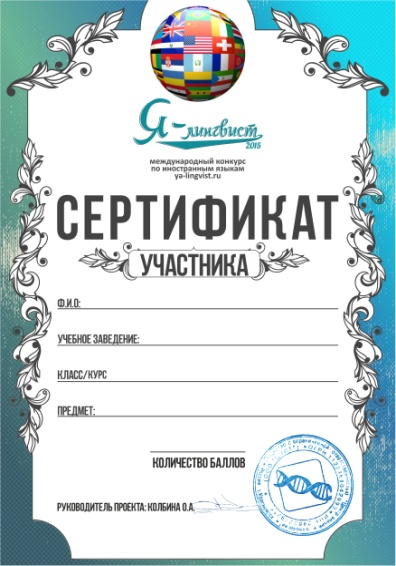 Я-лингвист
2015
международный конкурс
по иностранным языкам
ya-lingvist.ru
СЕРТИФИКАТ
УЧАСТНИКА
Ф.И.О:
УЧЕБНОЕ ЗАВЕДЕНИЕ:
КЛАСС/КУРС
ПРЕДМЕТ:
КОЛИЧЕСТВО БАЛЛОВ
РУКОВОДИТЕЛЬ ПРОЕКТА: КОЛБИНА О.А.